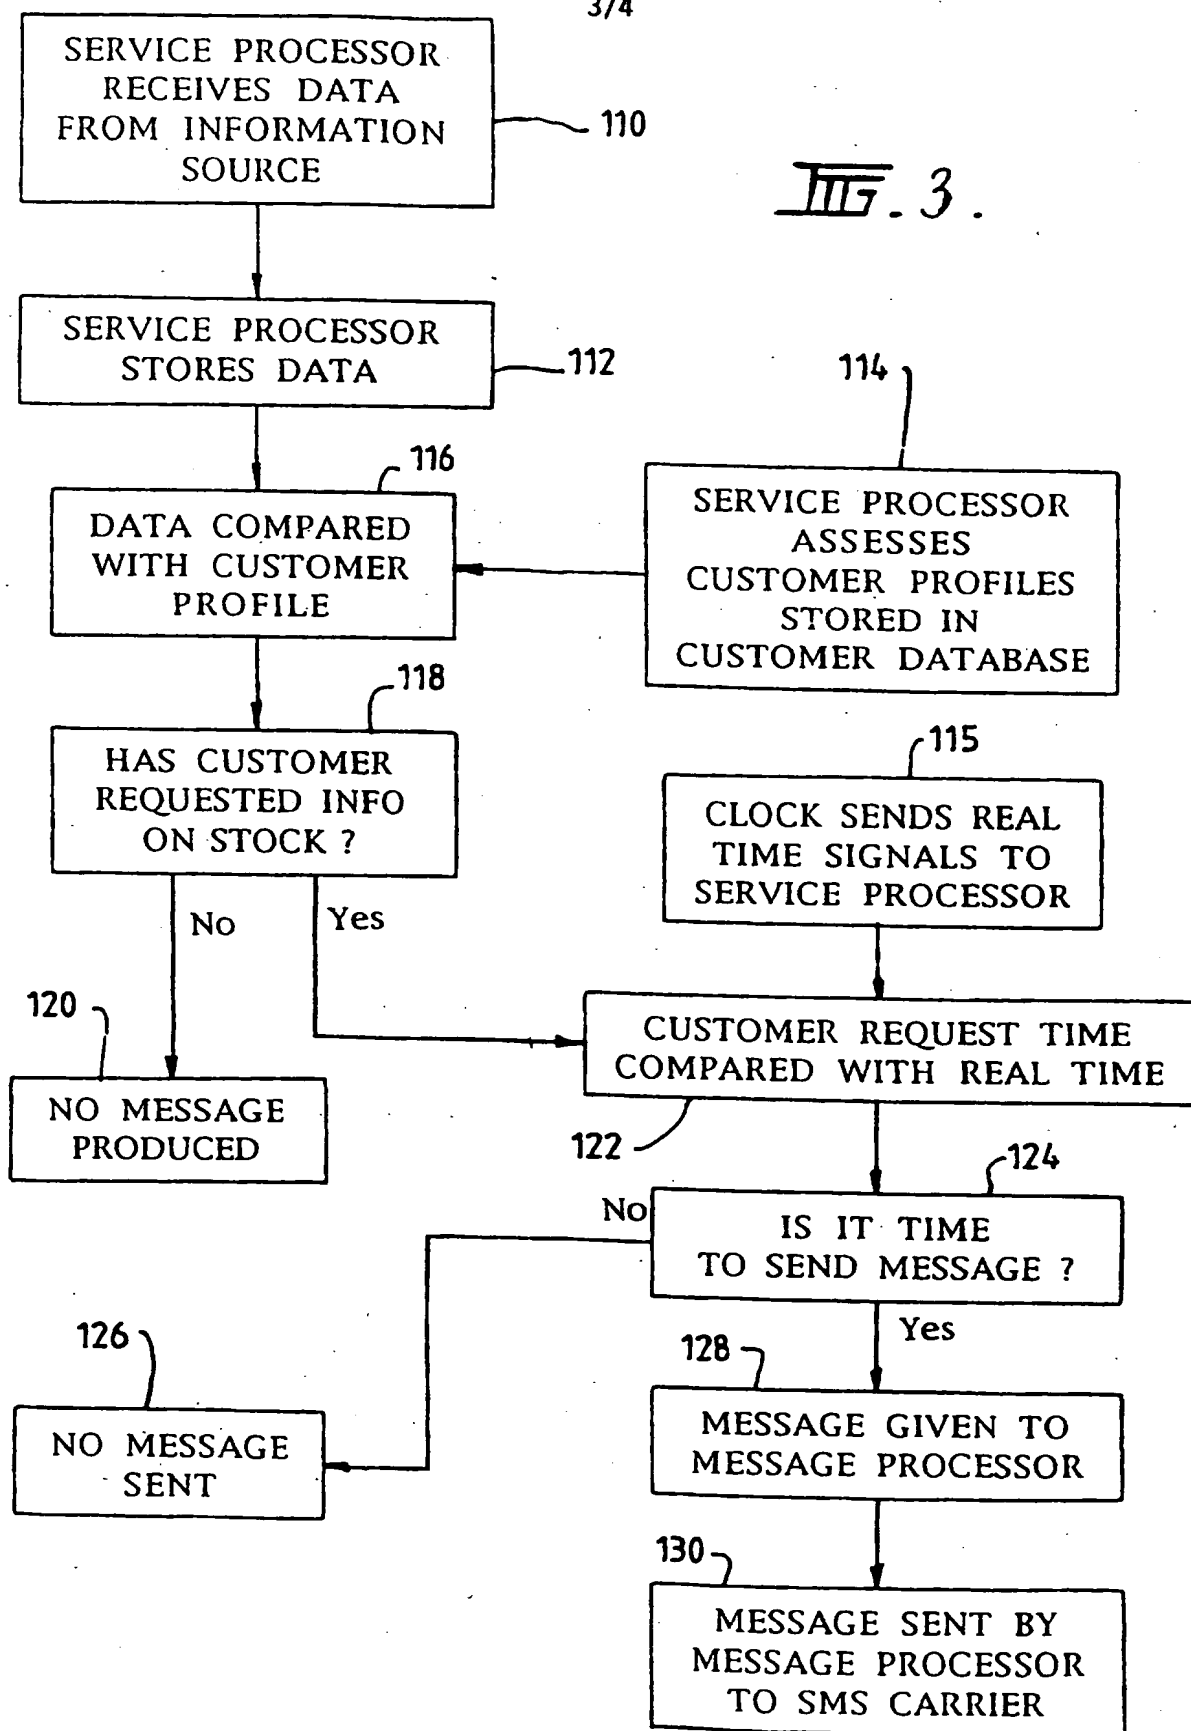 3/4
SERVICE PROCESSOR
RECEIVES DATA
FROM INFORMATION
SOURCE
110
FIG. 3.
SERVICE PROCESSOR
STORES DATA
112
114
116
DATA COMPARED
WITH CUSTOMER
PROFILE
SERVICE PROCESSOR
ASSESSES
CUSTOMER PROFILES
STORED IN
CUSTOMER DATABASE
118
HAS CUSTOMER
REQUESTED INFO
ON STOCK ?
115
CLOCK SENDS REAL
TIME SIGNALS TO
SERVICE PROCESSOR
No
Yes
120
NO MESSAGE
PRODUCED
CUSTOMER REQUEST TIME
COMPARED WITH REAL TIME
122
124
No
IS IT TIME
TO SEND MESSAGE ?
Yes
126
NO MESSAGE
SENT
128
MESSAGE GIVEN TO
MESSAGE PROCESSOR
130
MESSAGE SENT BY
MESSAGE PROCESSOR
TO SMS CARRIER